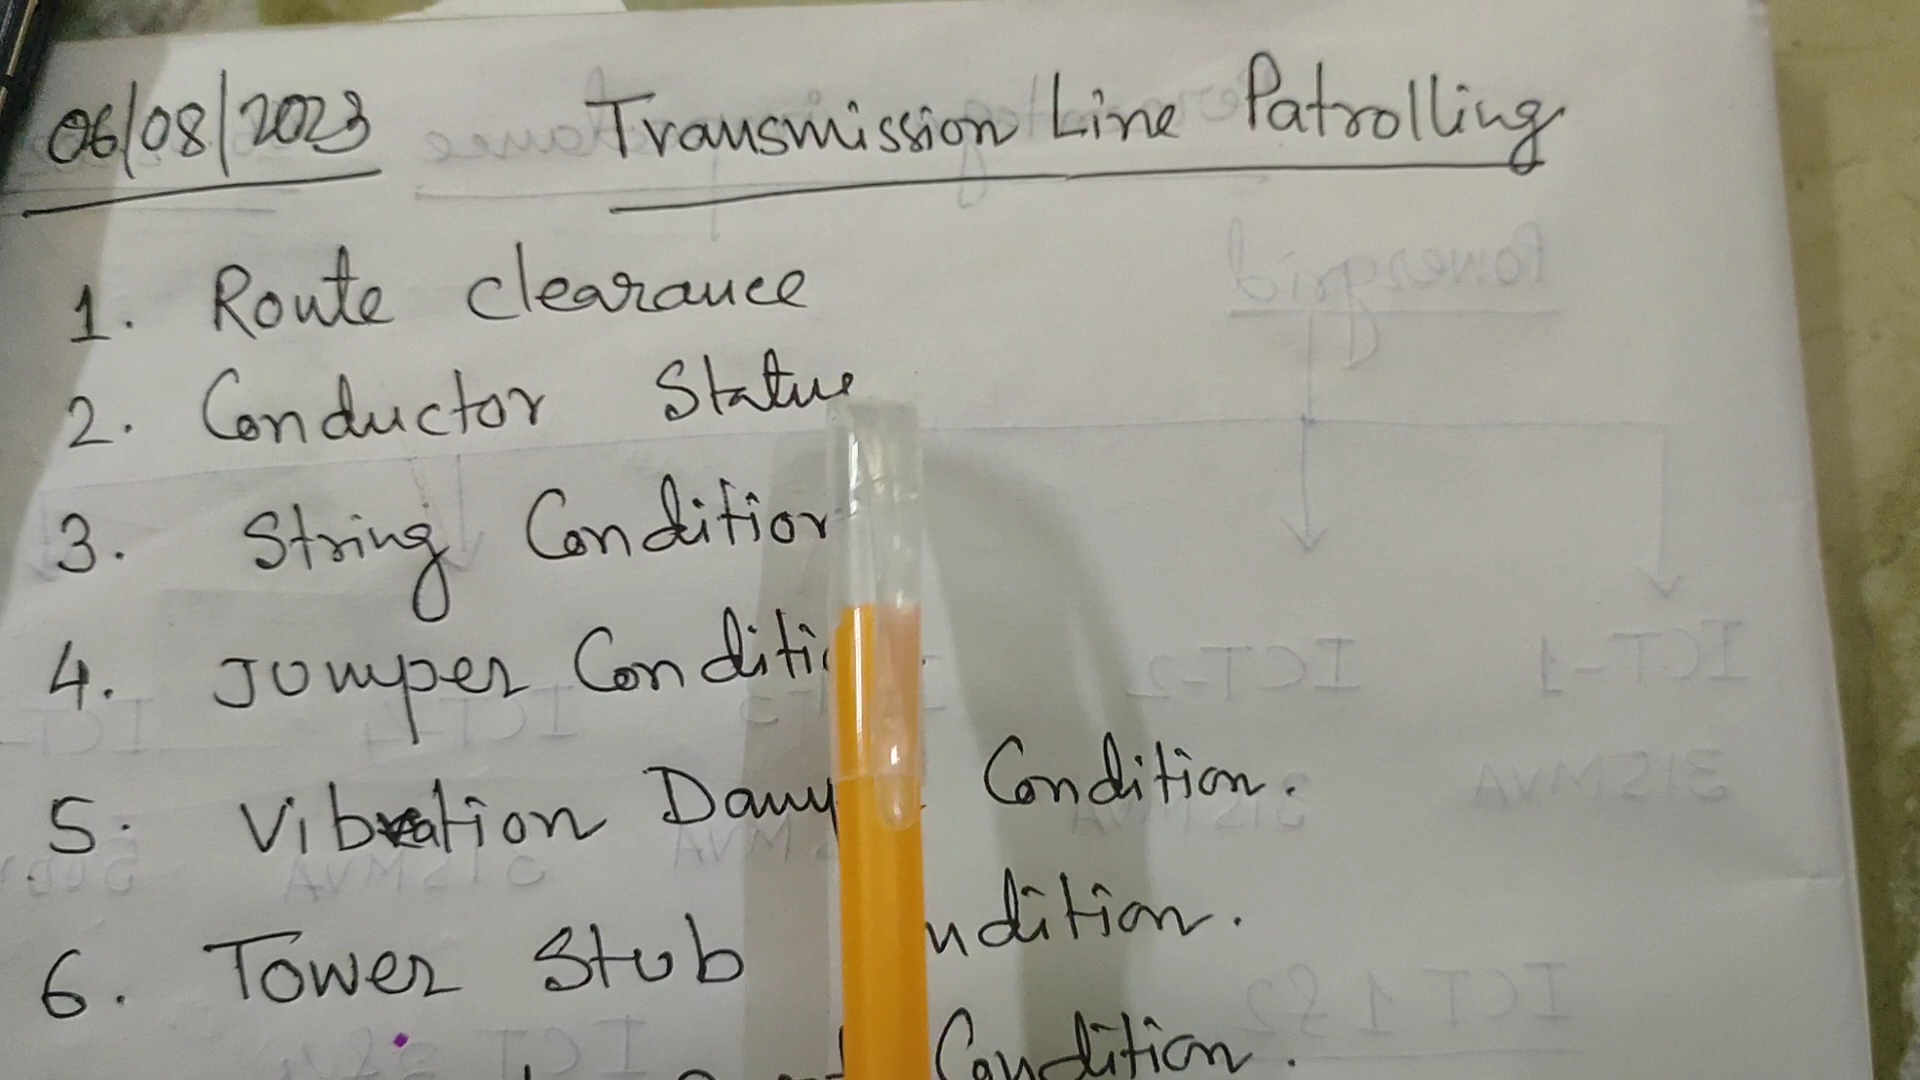 06/08/2023 Transmission Line Patrolling
1. Route clearance
2. Conductor Status
3. String Condition
4. Jumper Conditi
5. Vibration Damp Condition.
6. Tower Stub ndition.
Condition.